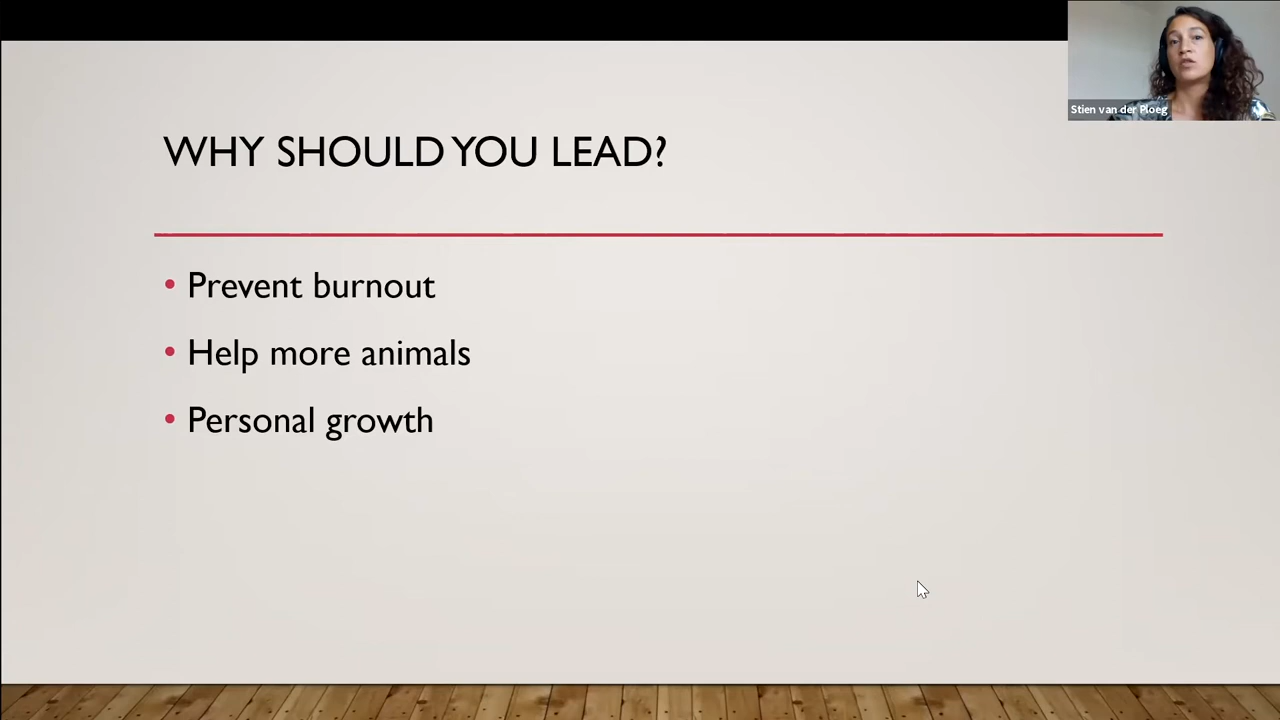 WHY SHOULD YOU LEAD?
• Prevent burnout
• Help more animals
• Personal growth
Stien van der Ploeg